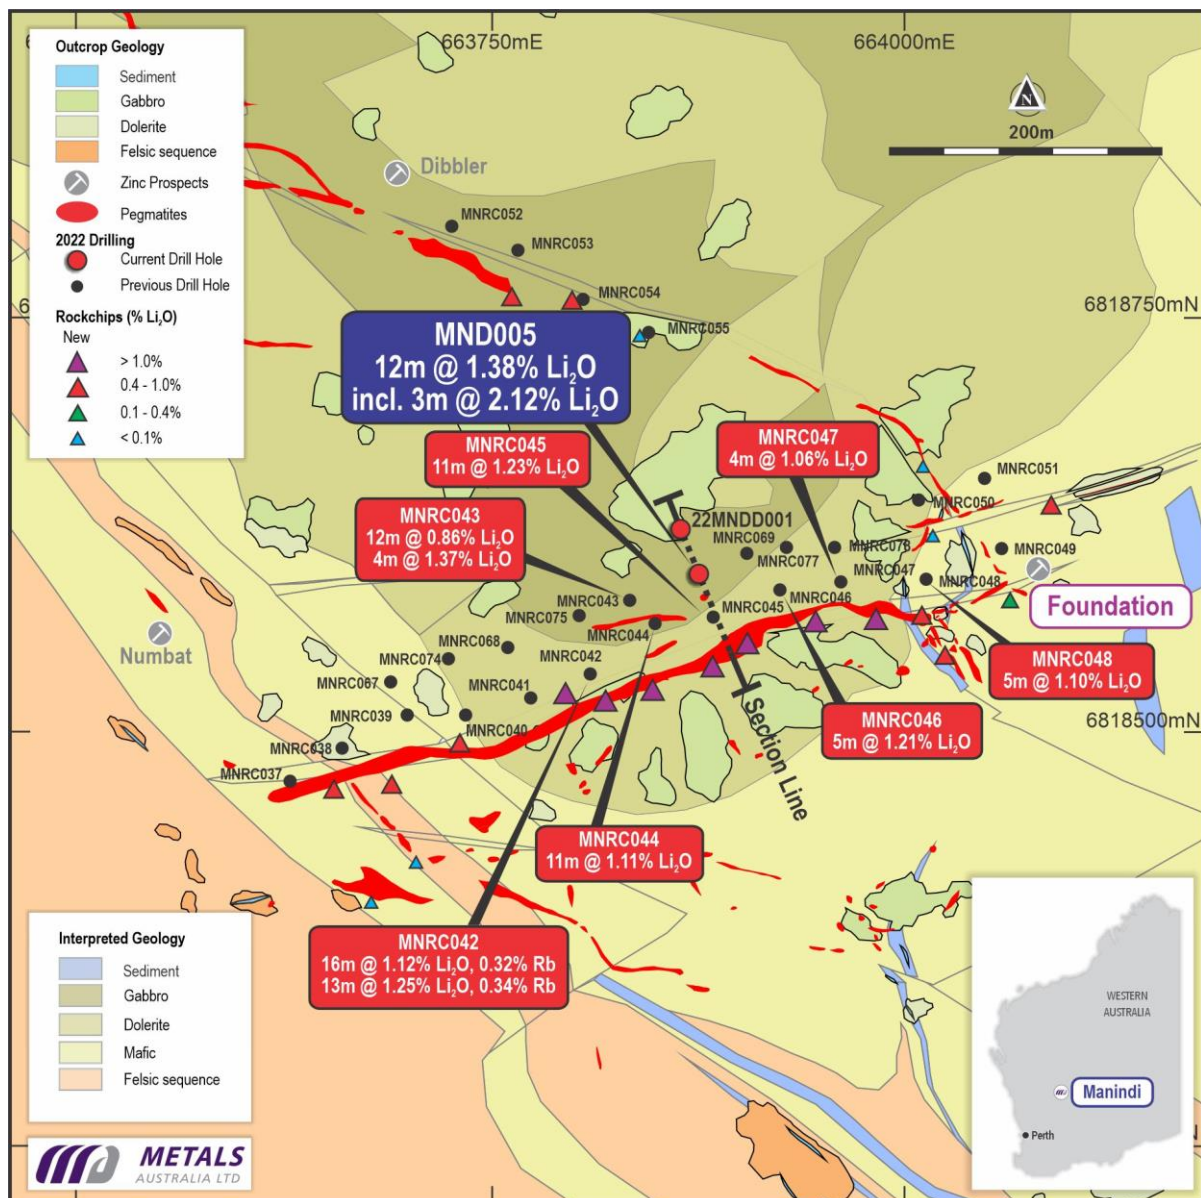 663750mE
664000mE
Outcrop Geology
Sediment
Gabbro
Dolerite
Felsic sequence
Zinc Prospects
Pegmatites
2022 Drilling
Current Drill Hole
Previous Drill Hole
Rockchips (% Li₂O)
New
> 1.0%
0.4 - 1.0%
0.1 - 0.4%
< 0.1%
N
200m
Dibbler
MNRC052
MNRC053
MNRC054
MNRC055
6818750mN
MND005
12m @ 1.38% Li₂O
incl. 3m @ 2.12% Li₂O
MNRC045
11m @ 1.23% Li₂O
MNRC047
4m @ 1.06% Li₂O
MNRC043
12m @ 0.86% Li₂O
4m @ 1.37% Li₂O
22MNDD001
MNRC069
MNRC077
MNRC078
MNRC051
MNRC050
MNRC049
MNRC048
MNRC047
MNRC046
MNRC045
MNRC043
MNRC075
MNRC044
MNRC068
MNRC074
MNRC042
MNRC067
MNRC041
MNRC039
MNRC040
MNRC038
MNRC037
Numbat
Foundation
MNRC048
5m @ 1.10% Li₂O
MNRC046
5m @ 1.21% Li₂O
6818500mN
Section Line
MNRC044
11m @ 1.11% Li₂O
MNRC042
16m @ 1.12% Li₂O, 0.32% Rb
13m @ 1.25% Li₂O, 0.34% Rb
Interpreted Geology
Sediment
Gabbro
Dolerite
Mafic
Felsic sequence
WESTERN
AUSTRALIA
Manindi
Perth
METALS
AUSTRALIA LTD